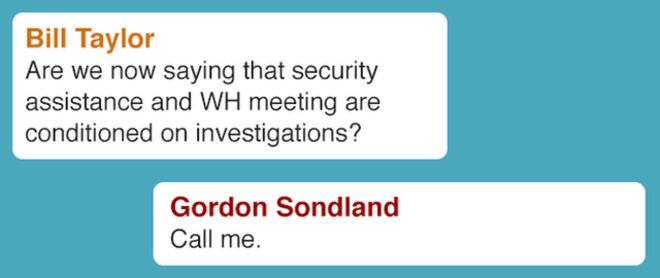 Bill Taylor
Are we now saying that security
assistance and WH meeting are
conditioned on investigations?
Gordon Sondland
Call me.